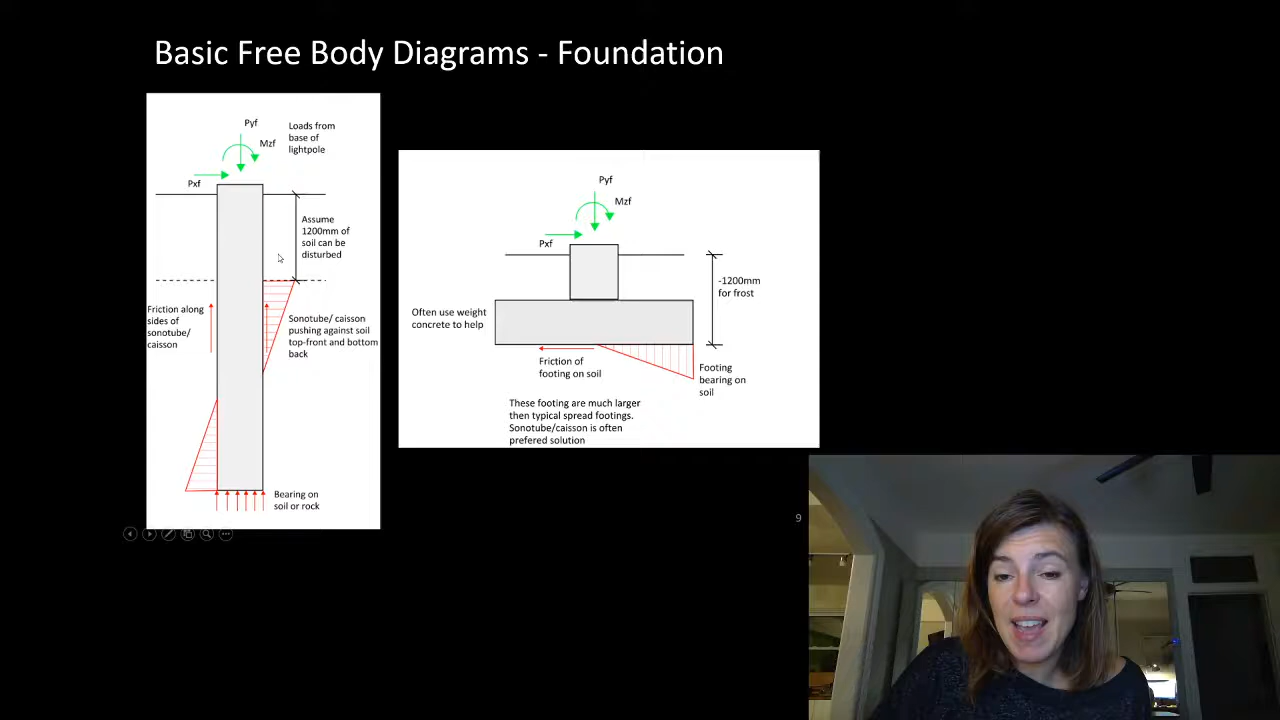 Basic Free Body Diagrams - Foundation
Pyf
Mzf
Pxf
Loads from
base of
lightpole
Assume
1200mm of
soil can be
disturbed
Friction along
sides of
sonotube/
caisson
Sonotube/ caisson
pushing against soil
top-front and bottom
back
Bearing on
soil or rock
Pyf
Mzf
Pxf
-1200mm
for frost
Often use weight
concrete to help
Friction of
footing on soil
Footing
bearing on
soil
These footing are much larger
then typical spread footings.
Sonotube/caisson is often
prefered solution
9